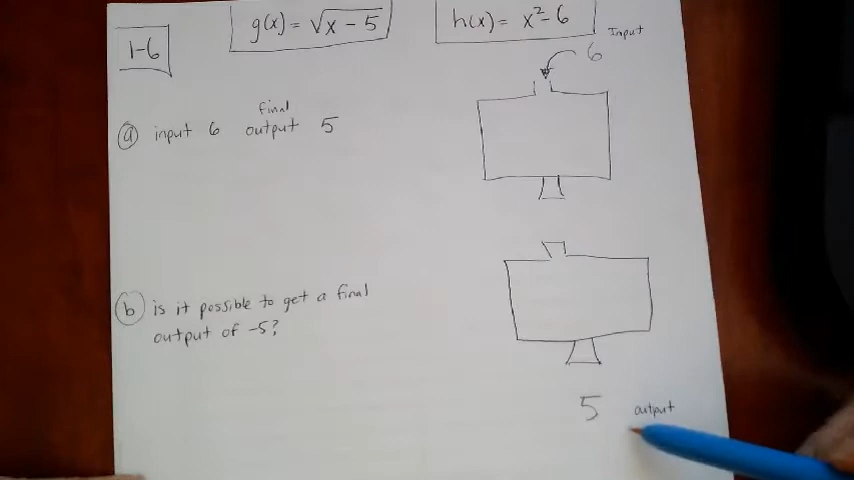 1-6
g(x) = √x - 5
h(x) = x²-6
Input
6
final
a input 6 output 5
b is it possible to get a final
output of -5?
5 output